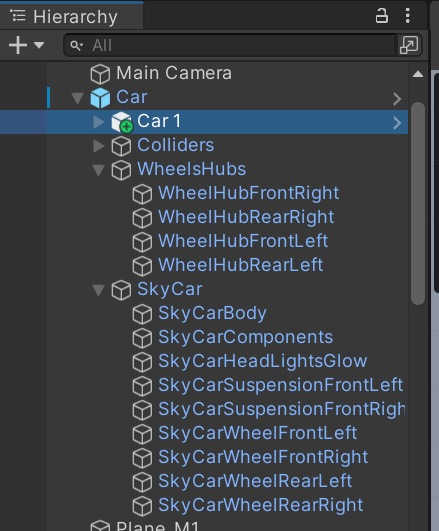 Hierarchy
All
Main Camera
Car
Car 1
Colliders
WheelsHubs
WheelHubFrontRight
WheelHubRearRight
WheelHubFrontLeft
WheelHubRearLeft
SkyCar
SkyCarBody
SkyCarComponents
SkyCarHeadLightsGlow
SkyCarSuspensionFrontLeft
SkyCarSuspensionFrontRigh
SkyCarWheelFrontLeft
SkyCarWheelFrontRight
SkyCarWheelRearLeft
SkyCarWheelRearRight
Plane_M1